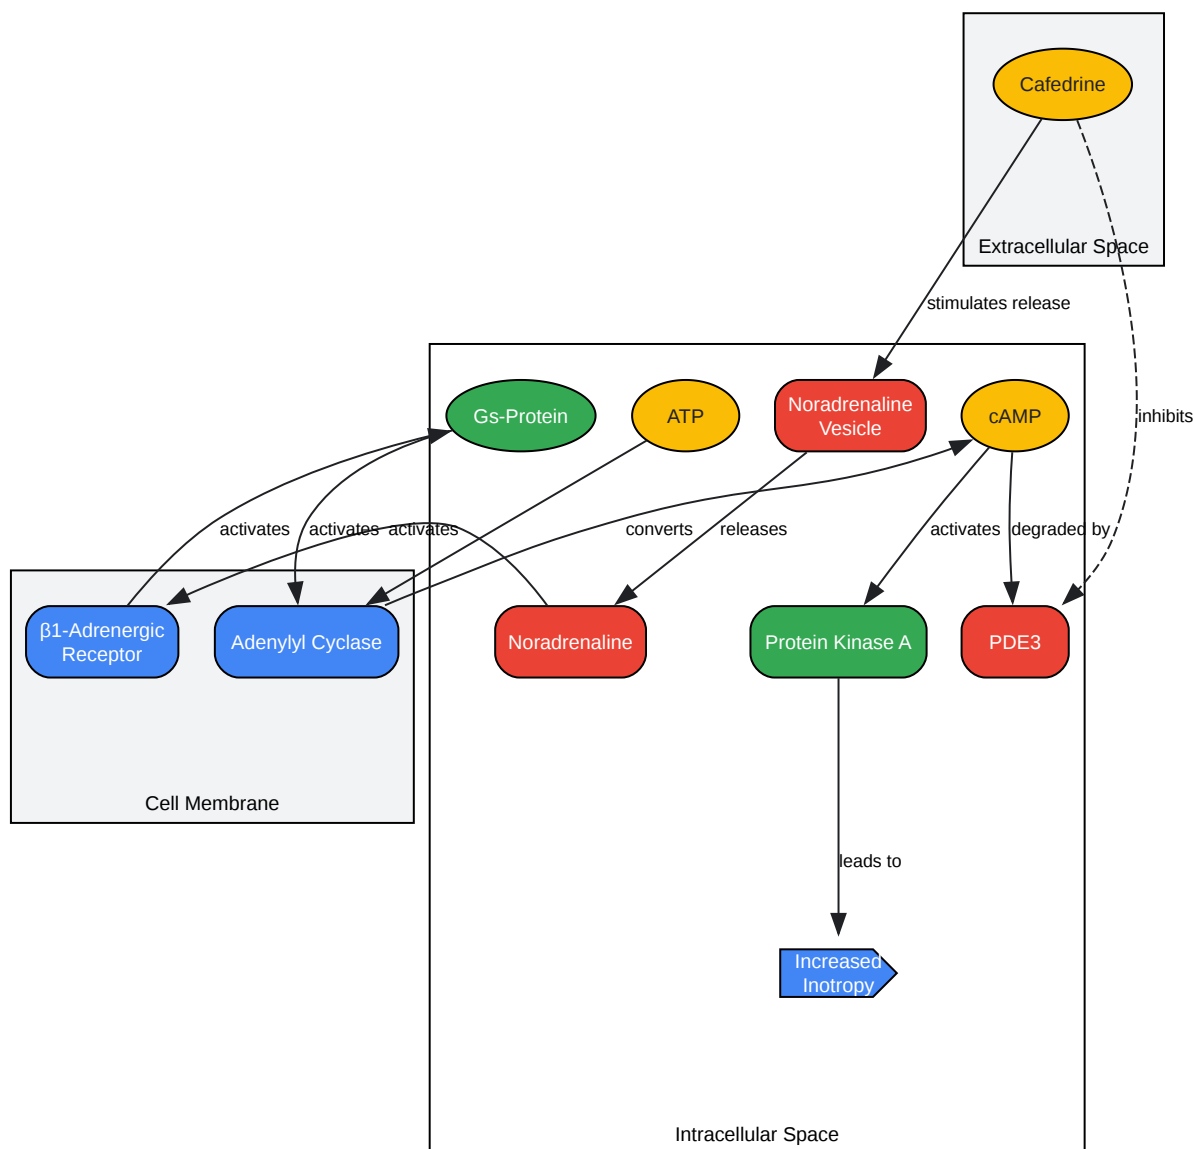 Cafedrine
Extracellular Space
stimulates release
Gs-Protein
ATP
Noradrenaline
Vesicle
cAMP
inhibits
activates
activates
activates
converts
releases
activates
degraded by
β1-Adrenergic
Receptor
Adenylyl Cyclase
Noradrenaline
Protein Kinase A
PDE3
Cell Membrane
leads to
Increased
Inotropy
Intracellular Space